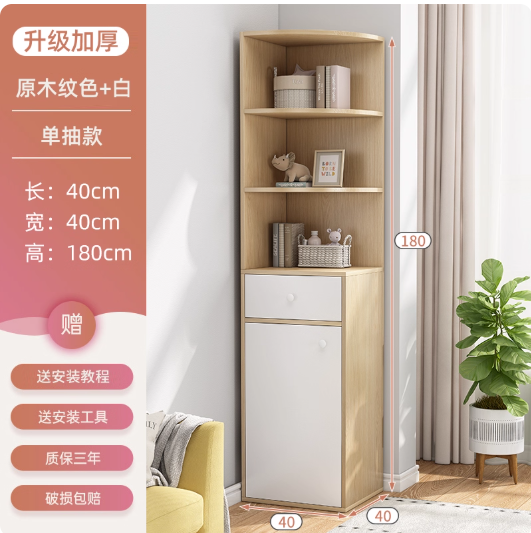 升级加厚
原木纹色+白
单抽款
长：40cm
宽：40cm
高：180cm
赠
送安装教程
送安装工具
质保三年
破损包赔
180
40
40